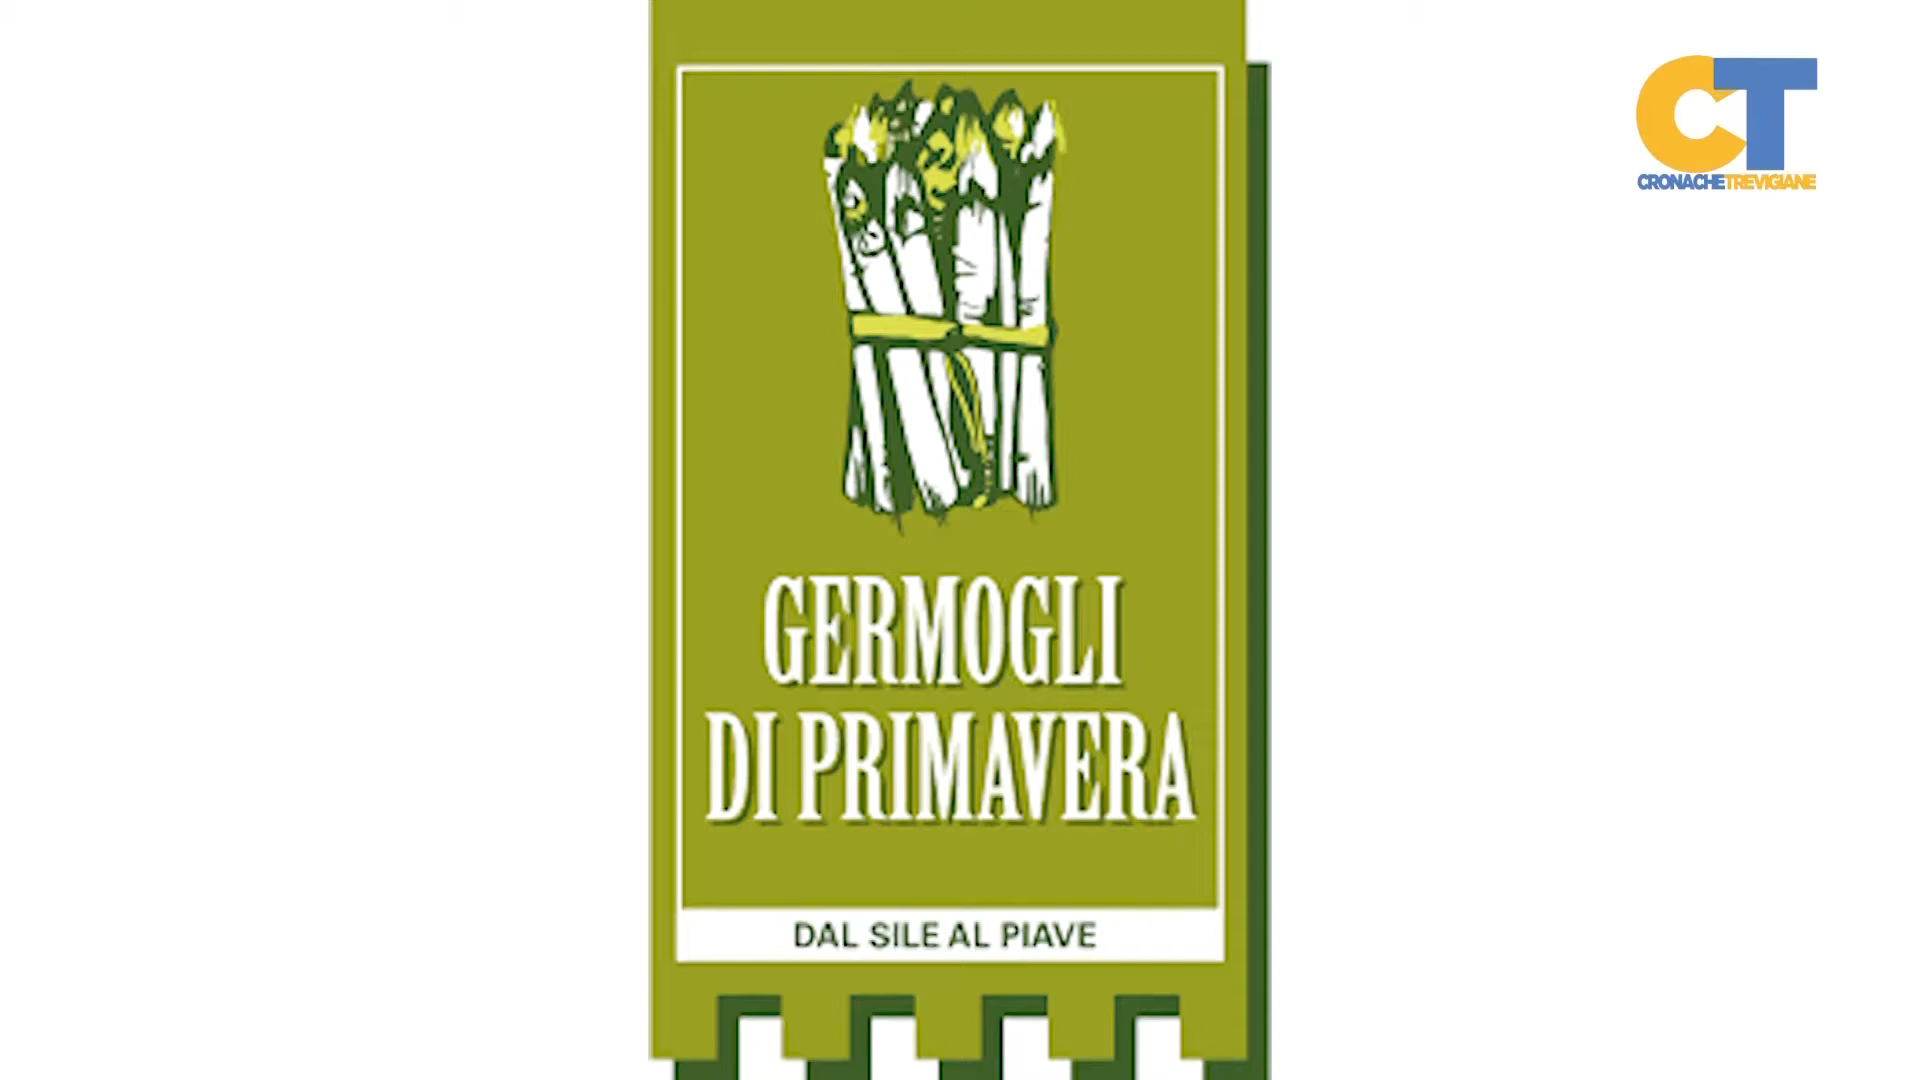 CT
CRONACHETREVIGIANE
GERMOGLI
DI PRIMAVERA
DAL SILE AL PIAVE